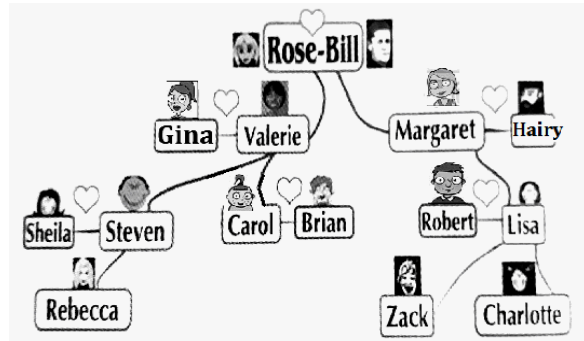 Rose-Bill
Gina
Valerie
Margaret
Hairy
Sheila
Steven
Carol
Brian
Robert
Lisa
Rebecca
Zack
Charlotte